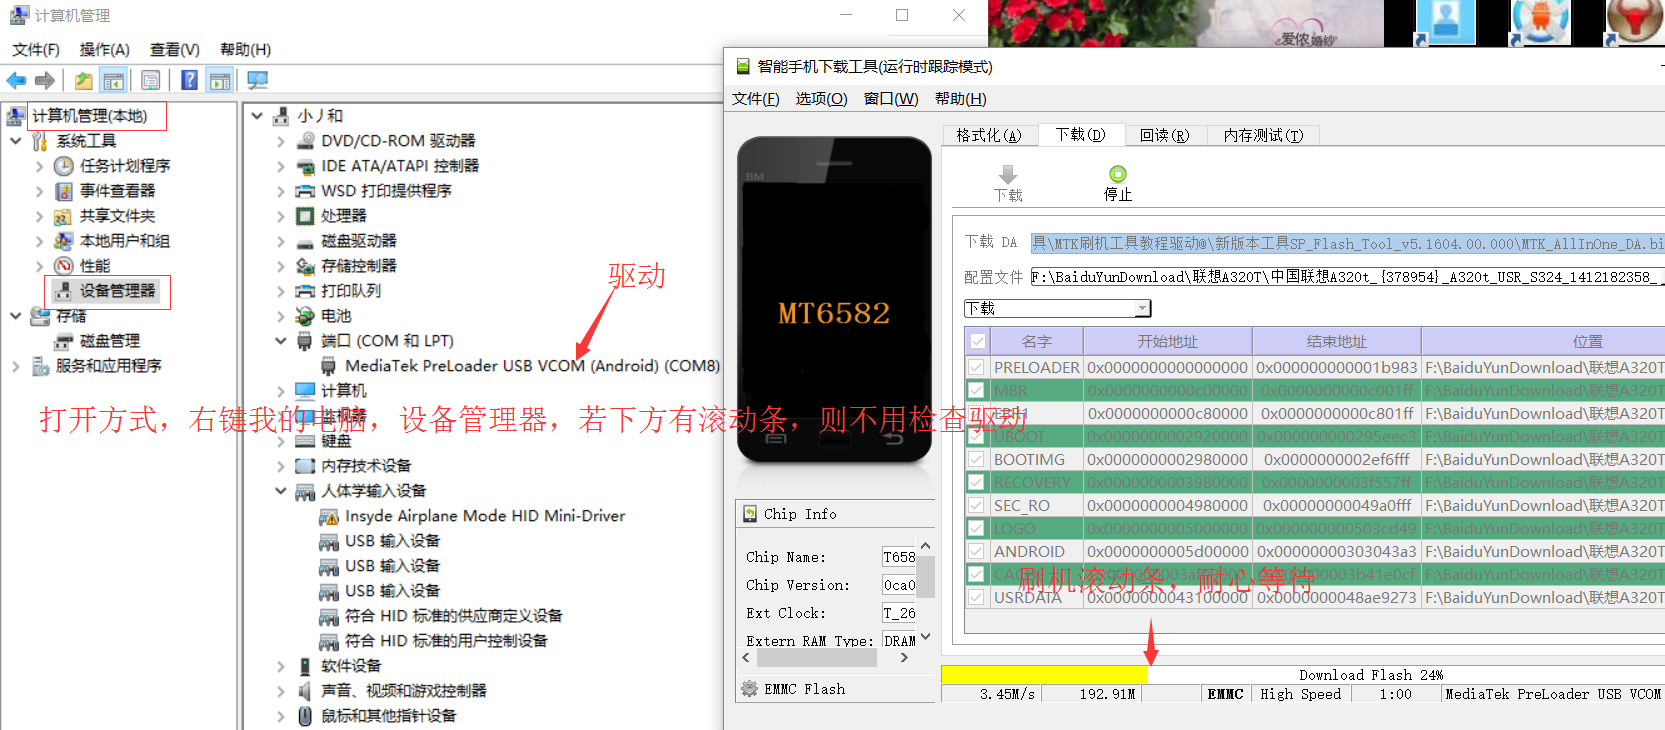 计算机管理
文件(F) 操作(A) 查看(V) 帮助(H)
计算机管理(本地)
系统工具
任务计划程序
事件查看器
共享文件夹
本地用户和组
性能
设备管理器
存储
磁盘管理
服务和应用程序
小丿和
DVD/CD-ROM 驱动器
IDE ATA/ATAPI 控制器
WSD 打印提供程序
处理器
磁盘驱动器
存储控制器
打印队列
电池
端口 (COM 和 LPT)
MediaTek PreLoader USB VCOM (Android) (COM8)
计算机
监视器
键盘
内存技术设备
人体学输入设备
Insyde Airplane Mode HID Mini-Driver
USB 输入设备
USB 输入设备
USB 输入设备
符合 HID 标准的供应商定义设备
符合 HID 标准的用户控制设备
软件设备
声音、视频和游戏控制器
鼠标和其他指针设备
驱动
打开方式，右键我的电脑，设备管理器，若下方有滚动条，则不用检查驱动
e爱侬婚纱
智能手机下载工具(运行时跟踪模式)
文件(F) 选项(O) 窗口(W) 帮助(H)
BM
MT6582
Chip Info
Chip Name: T658
Chip Version: 0ca0
Ext Clock: T_26
Extern RAM Type: DRAM
EMMC Flash
格式化(A) 下载(D) 回读(R) 内存测试(T)
下载 停止
下载 DA 具\MTK刷机工具教程驱动@\新版本工具SP_Flash_Tool_v5.1604.00.000\MTK_AllInOne_DA.bi
配置文件 F:\BaiduYunDownload\联想A320T\中国联想A320t_{378954}_A320t_USR_S324_1412182358_
下载
名字 开始地址 结束地址 位置
PRELOADER 0x0000000000000000 0x000000000001b983 F:\BaiduYunDownload\联想A320T
MBR 0x0000000000c00000 0x0000000000c001ff F:\BaiduYunDownload\联想A320T
EBR1 0x0000000000c80000 0x0000000000c801ff F:\BaiduYunDownload\联想A320T
UBOOT 0x0000000002920000 0x000000000295eec3 F:\BaiduYunDownload\联想A320T
BOOTIMG 0x0000000002980000 0x0000000002ef6fff F:\BaiduYunDownload\联想A320T
RECOVERY 0x0000000003980000 0x0000000003f557ff F:\BaiduYunDownload\联想A320T
SEC_RO 0x0000000004980000 0x00000000049a0fff F:\BaiduYunDownload\联想A320T
LOGO 0x0000000005000000 0x000000000503cd49 F:\BaiduYunDownload\联想A320T
ANDROID 0x0000000005d00000 0x00000000303043a3 F:\BaiduYunDownload\联想A320T
F:\BaiduYunDownload\联想A320T
USRDATA 0x0000000043100000 0x0000000048ae9273 F:\BaiduYunDownload\联想A320T
刷机滚动条，耐心等待
Download Flash 24%
3.45M/s 192.91M EMMC High Speed 1:00 MediaTek PreLoader USB VCOM